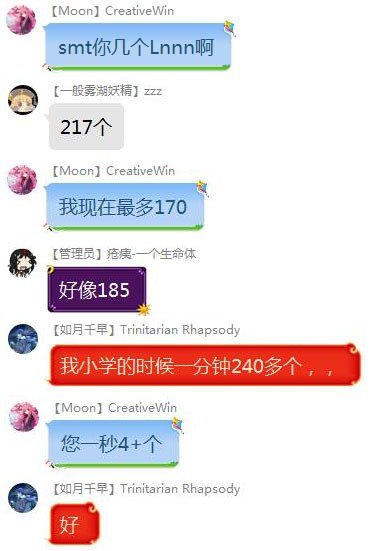 【Moon】CreativeWin
smt你几个Lnnn啊
【一般雾湖妖精】zzz
217个
【Moon】CreativeWin
我现在最多170
【管理员】疮痍-一个生命体
好像185
【如月千早】Trinitarian Rhapsody
我小学的时候一分钟240多个，，
【Moon】CreativeWin
您一秒4+个
【如月千早】Trinitarian Rhapsody
好